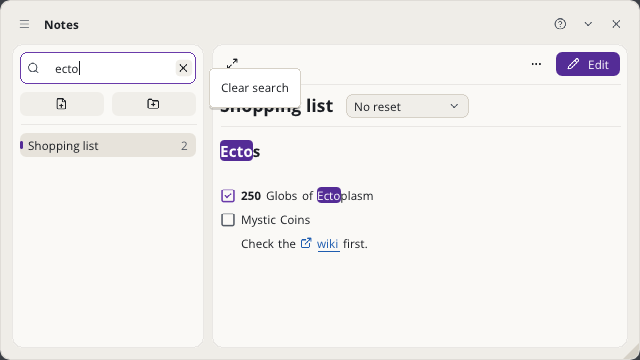 Notes
ecto
Clear search
Edit
Shopping list
No reset
Shopping list 2
Ectos
250 Globs of Ectoplasm
Mystic Coins
Check the wiki first.